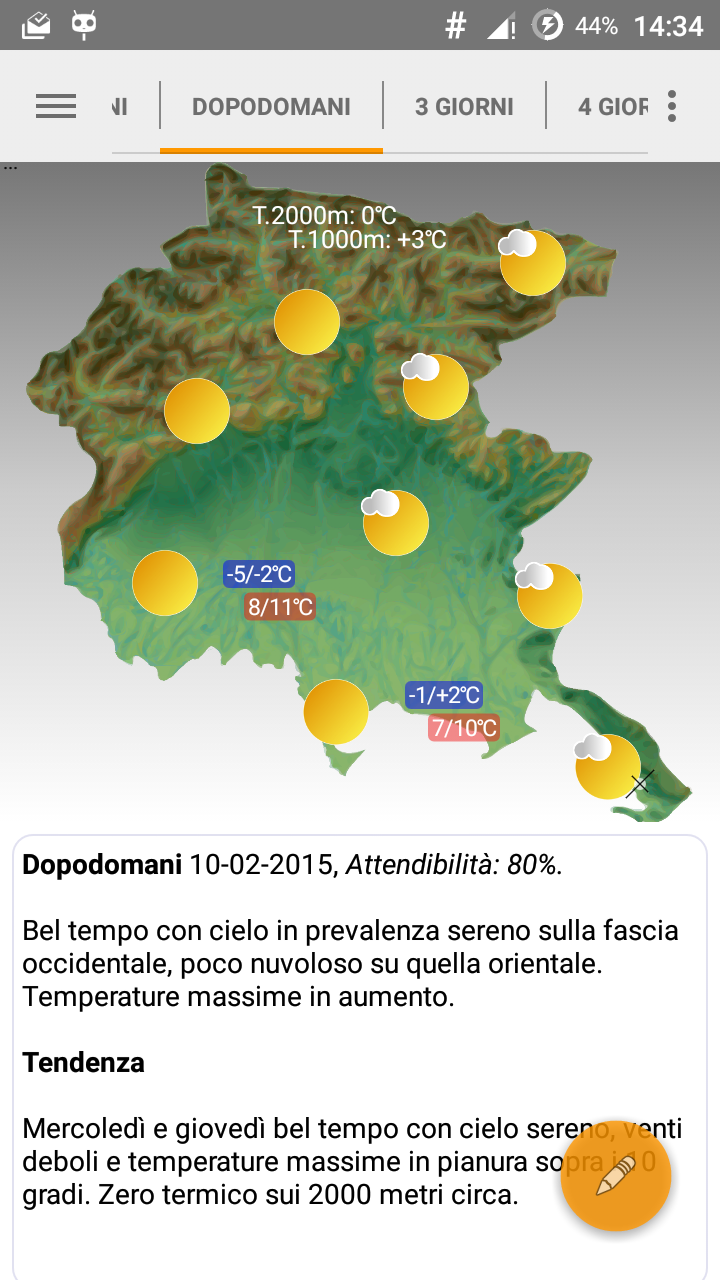 # 44% 14:34
NI DOPODOMANI 3 GIORNI 4 GIOR
...
T.2000m: 0℃
T.1000m: +3℃
-5/-2℃
8/11℃
-1/+2℃
7/10℃
Dopodomani 10-02-2015, Attendibilità: 80%.
Bel tempo con cielo in prevalenza sereno sulla fascia
occidentale, poco nuvoloso su quella orientale.
Temperature massime in aumento.
Tendenza
Mercoledì e giovedì bel tempo con cielo sereno, venti
deboli e temperature massime in pianura sopra i 10
gradi. Zero termico sui 2000 metri circa.